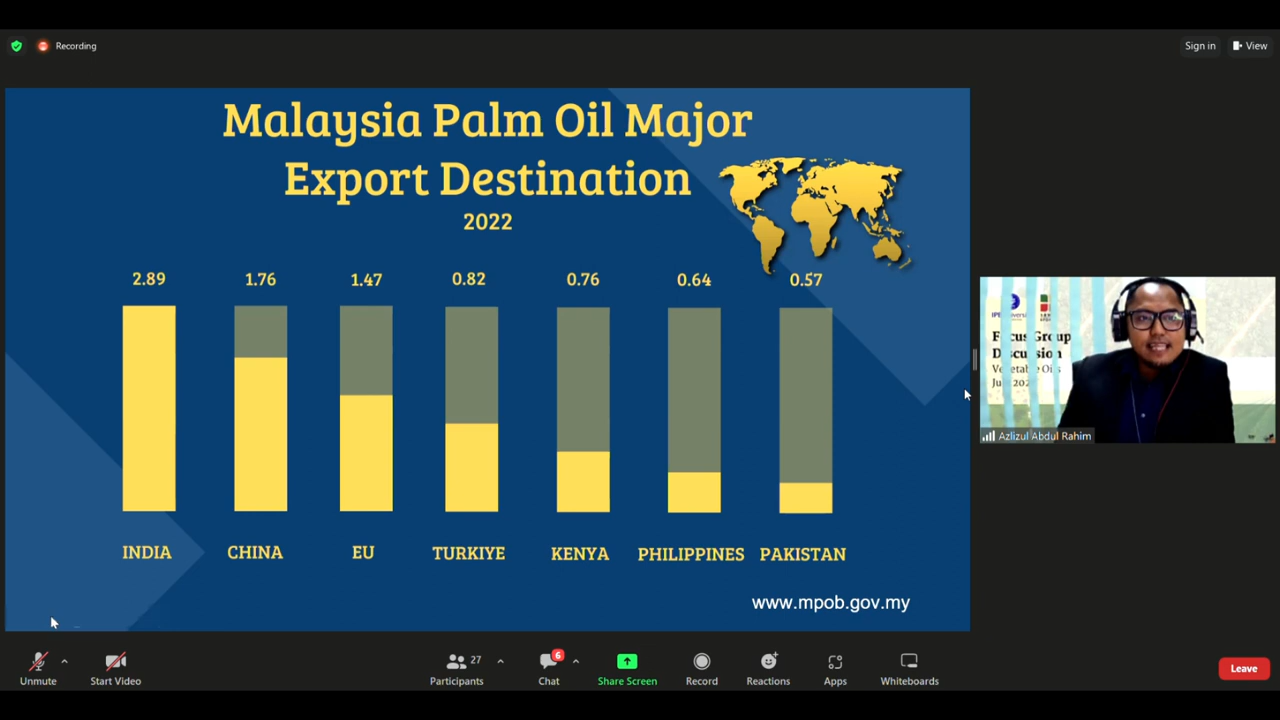 Recording
Sign in
View
Malaysia Palm Oil Major
Export Destination
2022
2.89 1.76 1.47 0.82 0.76 0.64 0.57
INDIA CHINA EU TURKIYE KENYA PHILIPPINES PAKISTAN
www.mpob.gov.my
Focus Group
Discussion
Azlizul Abdul Rahim
Unmute
Start Video
27
Participants
6
Chat
Share Screen
Record
Reactions
Apps
Whiteboards
Leave